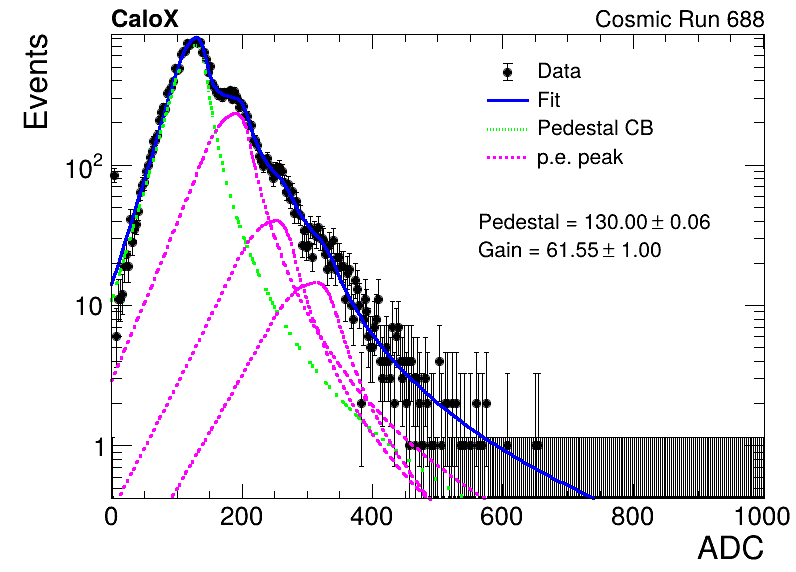 CaloX
Cosmic Run 688
Events
Data
Fit
Pedestal CB
p.e. peak
Pedestal = 130.00 ± 0.06
Gain = 61.55 ± 1.00
10²
10
1
0 200 400 600 800 1000
ADC